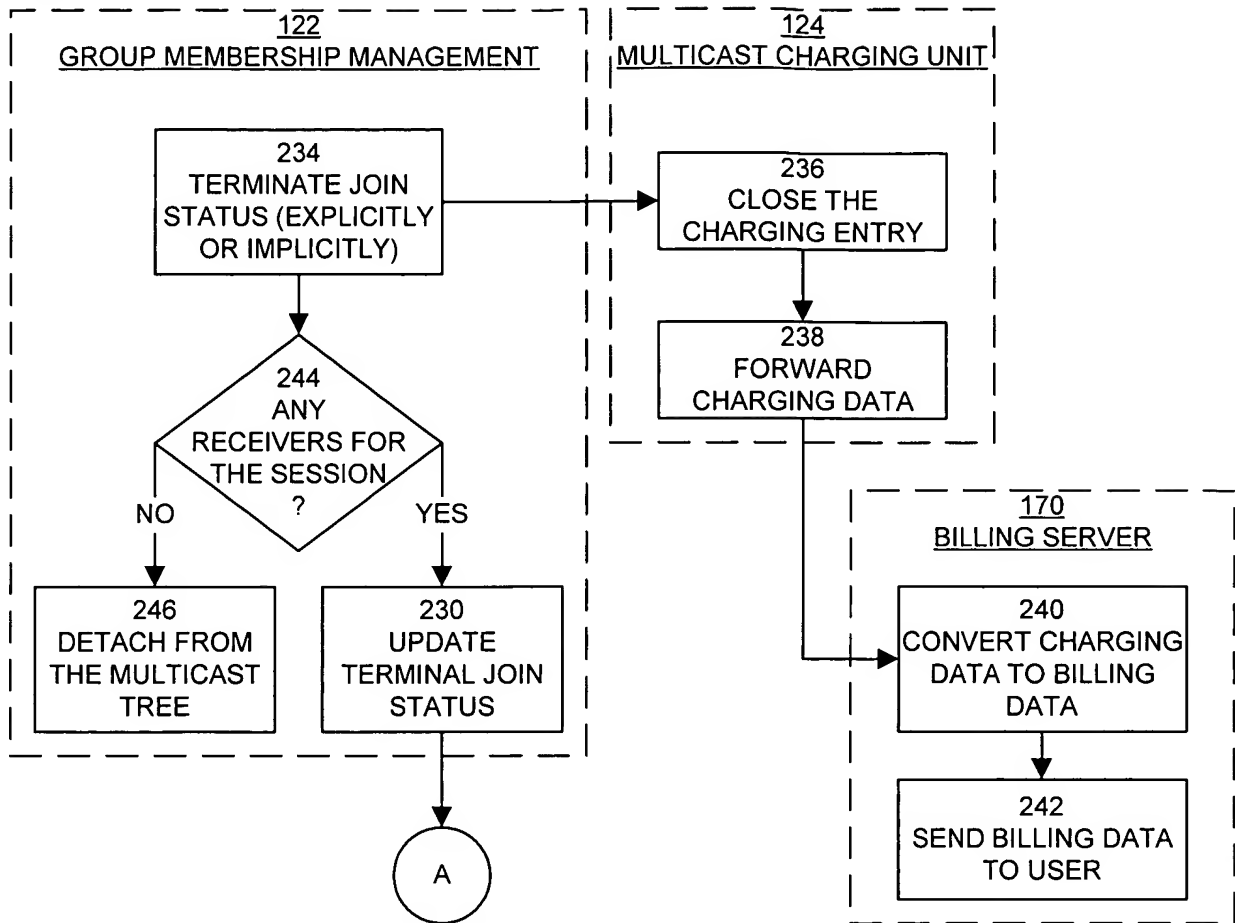 122
GROUP MEMBERSHIP MANAGEMENT
234
TERMINATE JOIN
STATUS (EXPLICITLY
OR IMPLICITLY)
244
ANY
RECEIVERS FOR
THE SESSION
?
NO
YES
246
DETACH FROM
THE MULTICAST
TREE
230
UPDATE
TERMINAL JOIN
STATUS
A
124
MULTICAST CHARGING UNIT
236
CLOSE THE
CHARGING ENTRY
238
FORWARD
CHARGING DATA
170
BILLING SERVER
240
CONVERT CHARGING
DATA TO BILLING
DATA
242
SEND BILLING DATA
TO USER